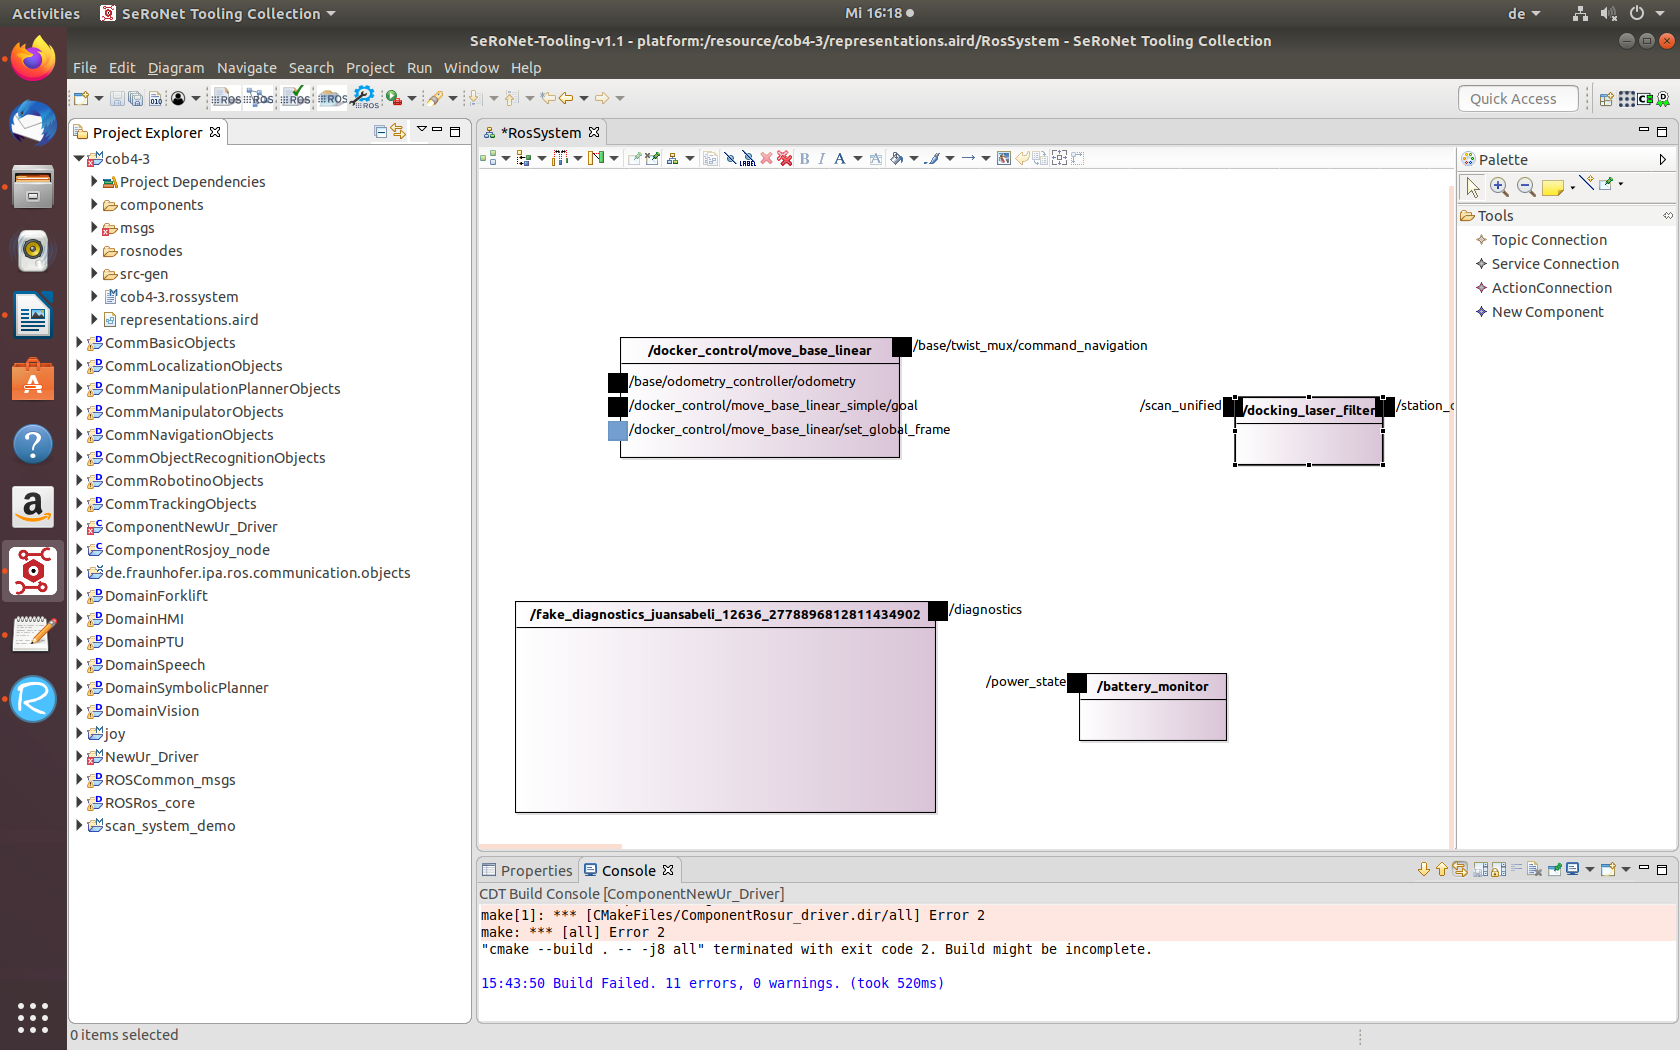 Activities
SeRoNet Tooling Collection
Mi 16:18
de
SeRoNet-Tooling-v1.1 - platform:/resource/cob4-3/representations.aird/RosSystem - SeRoNet Tooling Collection
File Edit Diagram Navigate Search Project Run Window Help
ROS ROS ROS ROS ROS
Quick Access
Project Explorer
cob4-3
Project Dependencies
components
msgs
rosnodes
src-gen
cob4-3.rossystem
representations.aird
CommBasicObjects
CommLocalizationObjects
CommManipulationPlannerObjects
CommManipulatorObjects
CommNavigationObjects
CommObjectRecognitionObjects
CommRobotinoObjects
CommTrackingObjects
ComponentNewUr_Driver
ComponentRosjoy_node
de.fraunhofer.ipa.ros.communication.objects
DomainForklift
DomainHMI
DomainPTU
DomainSpeech
DomainSymbolicPlanner
DomainVision
joy
NewUr_Driver
ROSCommon_msgs
ROSRos_core
scan_system_demo
*RosSystem
LABEL
B I A
/docker_control/move_base_linear
/base/twist_mux/command_navigation
/base/odometry_controller/odometry
/docker_control/move_base_linear_simple/goal
/docker_control/move_base_linear/set_global_frame
/scan_unified
/docking_laser_filter
/station_c
/fake_diagnostics_juansabeli_12636_2778896812811434902
/diagnostics
/power_state
/battery_monitor
Palette
Tools
Topic Connection
Service Connection
ActionConnection
New Component
Properties
Console
CDT Build Console [ComponentNewUr_Driver]
make[1]: *** [CMakeFiles/ComponentRosur_driver.dir/all] Error 2
make: *** [all] Error 2
"cmake --build . -- -j8 all" terminated with exit code 2. Build might be incomplete.
15:43:50 Build Failed. 11 errors, 0 warnings. (took 520ms)
0 items selected